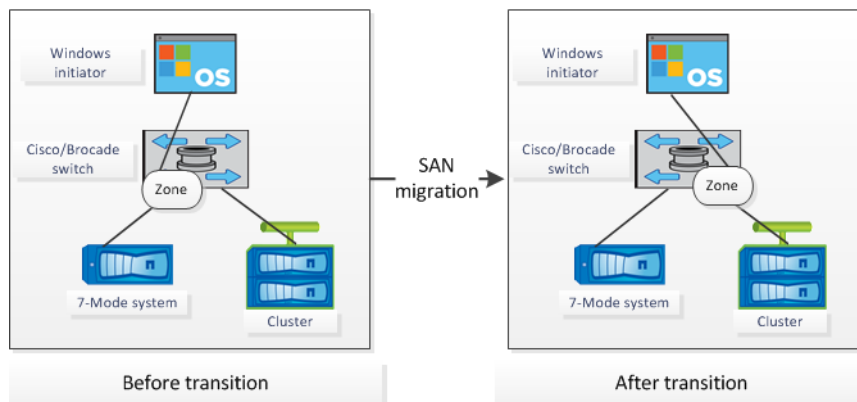 Windows
initiator
OS
Cisco/Brocade
switch
Zone
7-Mode system
Cluster
Before transition
SAN
migration
Windows
initiator
OS
Cisco/Brocade
switch
Zone
7-Mode system
Cluster
After transition